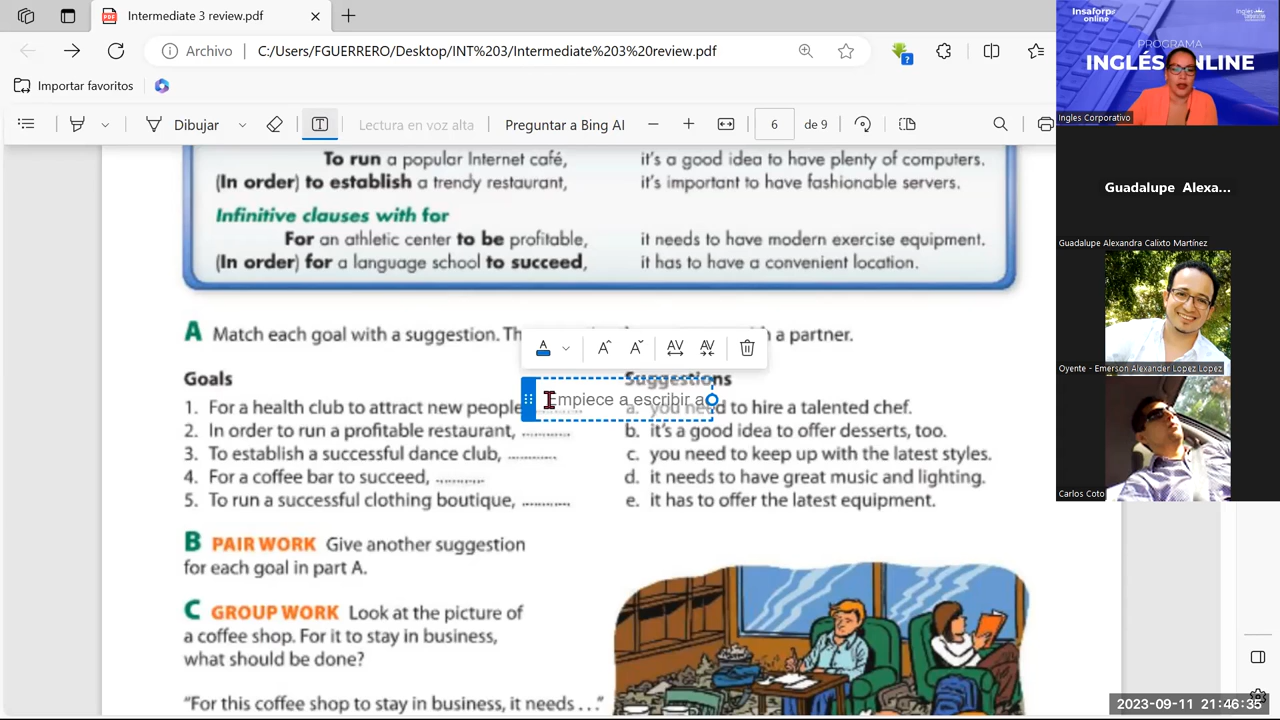 Intermediate 3 review.pdf
Archivo
C:/Users/FGUERRERO/Desktop/INT%203/Intermediate%203%20review.pdf
Importar favoritos
Dibujar
Lectura en voz alta
Preguntar a Bing AI
6
de 9
To run a popular Internet café, it's a good idea to have plenty of computers.
(In order) to establish a trendy restaurant, it's important to have fashionable servers.
Infinitive clauses with for
For an athletic center to be profitable, it needs to have modern exercise equipment.
(In order) for a language school to succeed, it has to have a convenient location.
A Match each goal with a suggestion. Th a partner.
Goals
Suggestions
Empiece a escribir a
1. For a health club to attract new people
a. you need to hire a talented chef.
2. In order to run a profitable restaurant,
b. it's a good idea to offer desserts, too.
3. To establish a successful dance club,
c. you need to keep up with the latest styles.
4. For a coffee bar to succeed,
d. it needs to have great music and lighting.
5. To run a successful clothing boutique,
e. it has to offer the latest equipment.
B PAIR WORK Give another suggestion
for each goal in part A.
C GROUP WORK Look at the picture of
a coffee shop. For it to stay in business,
what should be done?
"For this coffee shop to stay in business, it needs . . ."
Insaforp
online
PROGRAMA
INGLÉS NLINE
Ingles Corporativo
Guadalupe Alexa...
Guadalupe Alexandra Calixto Martínez
Oyente - Emerson Alexander Lopez Lopez
Carlos Coto
2023-09-11 21:46:35